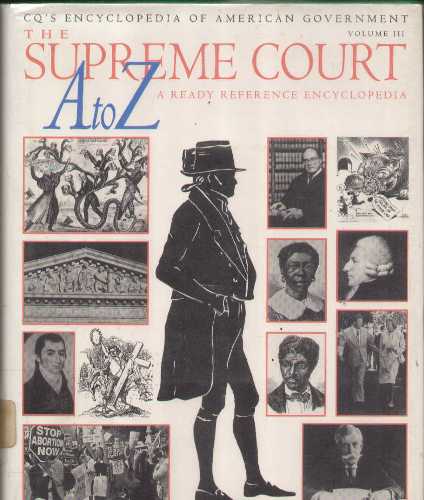 CQ'S ENCYCLOPEDIA OF AMERICAN GOVERNMENT
THE
VOLUME III
SUPREME COURT
A to Z
A READY REFERENCE ENCYCLOPEDIA
STOP
ABORTION
NOW